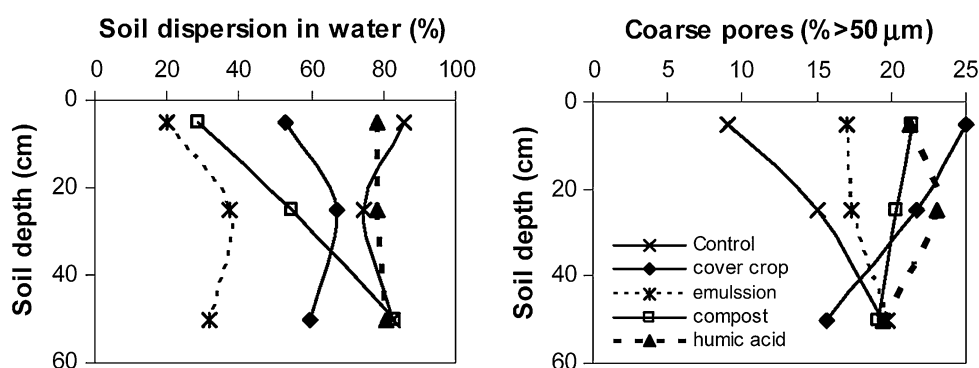 Soil dispersion in water (%)
0 20 40 60 80 100
Soil depth (cm)
0
20
40
60
Coarse pores (%>50 μm)
0 5 10 15 20 25
Soil depth (cm)
0
20
40
60
Control
cover crop
emulssion
compost
humic acid